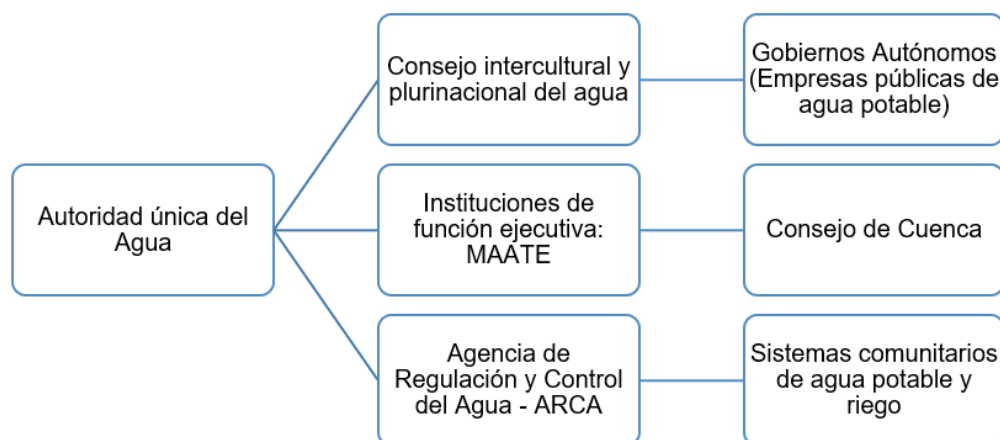 Consejo intercultural y
plurinacional del agua
Gobiernos Autónomos
(Empresas públicas de
agua potable)
Autoridad única del
Agua
Instituciones de
función ejecutiva:
MAATE
Consejo de Cuenca
Agencia de
Regulación y Control
del Agua - ARCA
Sistemas comunitarios
de agua potable y
riego